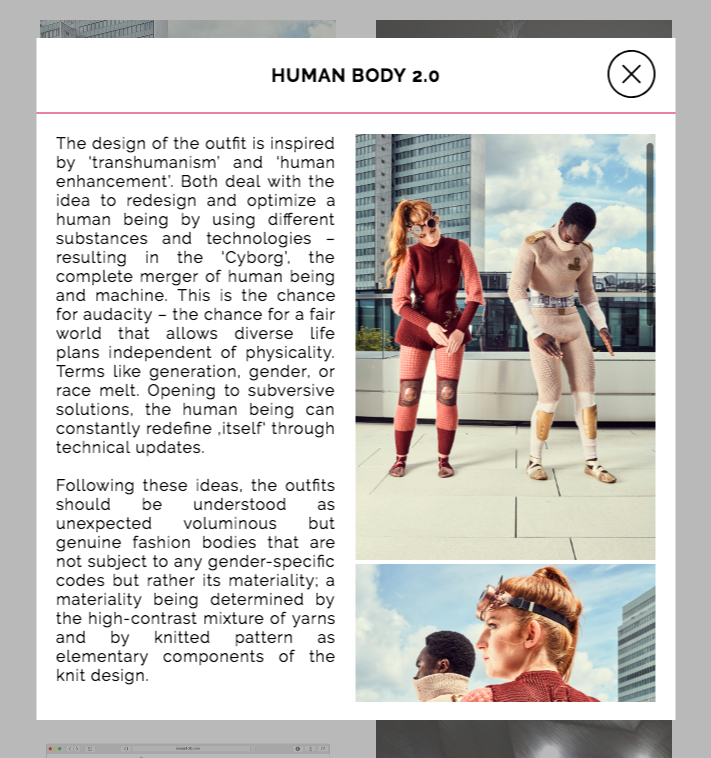 HUMAN BODY 2.0
The design of the outfit is inspired
by 'transhumanism' and 'human
enhancement'. Both deal with the
idea to redesign and optimize a
human being by using different
substances and technologies –
resulting in the 'Cyborg', the
complete merger of human being
and machine. This is the chance
for audacity – the chance for a fair
world that allows diverse life
plans independent of physicality.
Terms like generation, gender, or
race melt. Opening to subversive
solutions, the human being can
constantly redefine ‚itself‘ through
technical updates.
Following these ideas, the outfits
should be understood as
unexpected voluminous but
genuine fashion bodies that are
not subject to any gender-specific
codes but rather its materiality; a
materiality being determined by
the high-contrast mixture of yarns
and by knitted pattern as
elementary components of the
knit design.